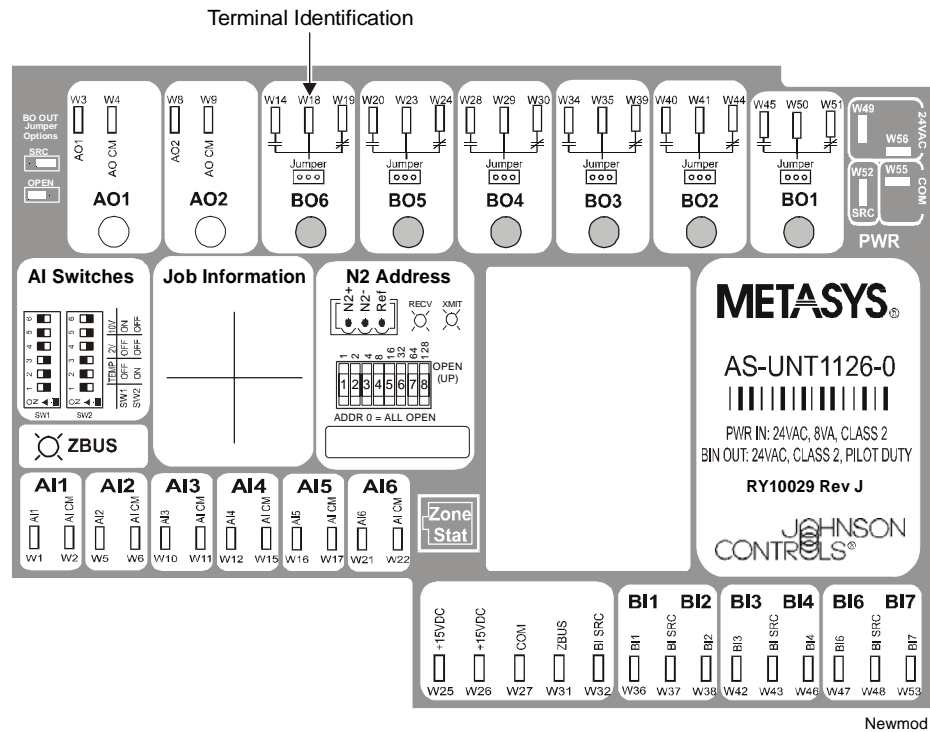 Terminal Identification
BO OUT
Jumper
Options
SRC
OPEN
W3 W4
AO1 AO CM
AO1
W8 W9
AO2 AO CM
AO2
W14 W18 W19
Jumper
BO6
W20 W23 W24
Jumper
BO5
W28 W29 W30
Jumper
BO4
W34 W35 W39
Jumper
BO3
W40 W41 W44
Jumper
BO2
W45 W50 W51
Jumper
BO1
W49
24VAC
W56
W52
SRC
W55
COM
PWR
AI Switches
6
5
4
3
2
1
ON
SW1
6
5
4
3
2
1
ON
SW2
TEMP 2V 10V
SW1 OFF OFF ON
SW2 ON OFF OFF
ZBUS
Job Information
N2 Address
N2+ N2- Ref
RECV XMIT
1 2 4 8 16 32 64 128
OPEN
(UP)
1 2 3 4 5 6 7 8
ADDR 0 = ALL OPEN
METASYS®
AS-UNT1126-0
PWR IN: 24VAC, 8VA, CLASS 2
BIN OUT: 24VAC, CLASS 2, PILOT DUTY
RY10029 Rev J
JOHNSON
CONTROLS®
AI1
AI1 AI CM
W1 W2
AI2
AI2 AI CM
W5 W6
AI3
AI3 AI CM
W10 W11
AI4
AI4 AI CM
W12 W15
AI5
AI5 AI CM
W16 W17
AI6
AI6 AI CM
W21 W22
Zone
Stat
+15VDC +15VDC COM ZBUS BI SRC
W25 W26 W27 W31 W32
BI1 BI2
BI1 BI SRC BI2
W36 W37 W38
BI3 BI4
BI3 BI SRC BI4
W42 W43 W46
BI6 BI7
BI6 BI SRC BI7
W47 W48 W53
Newmod